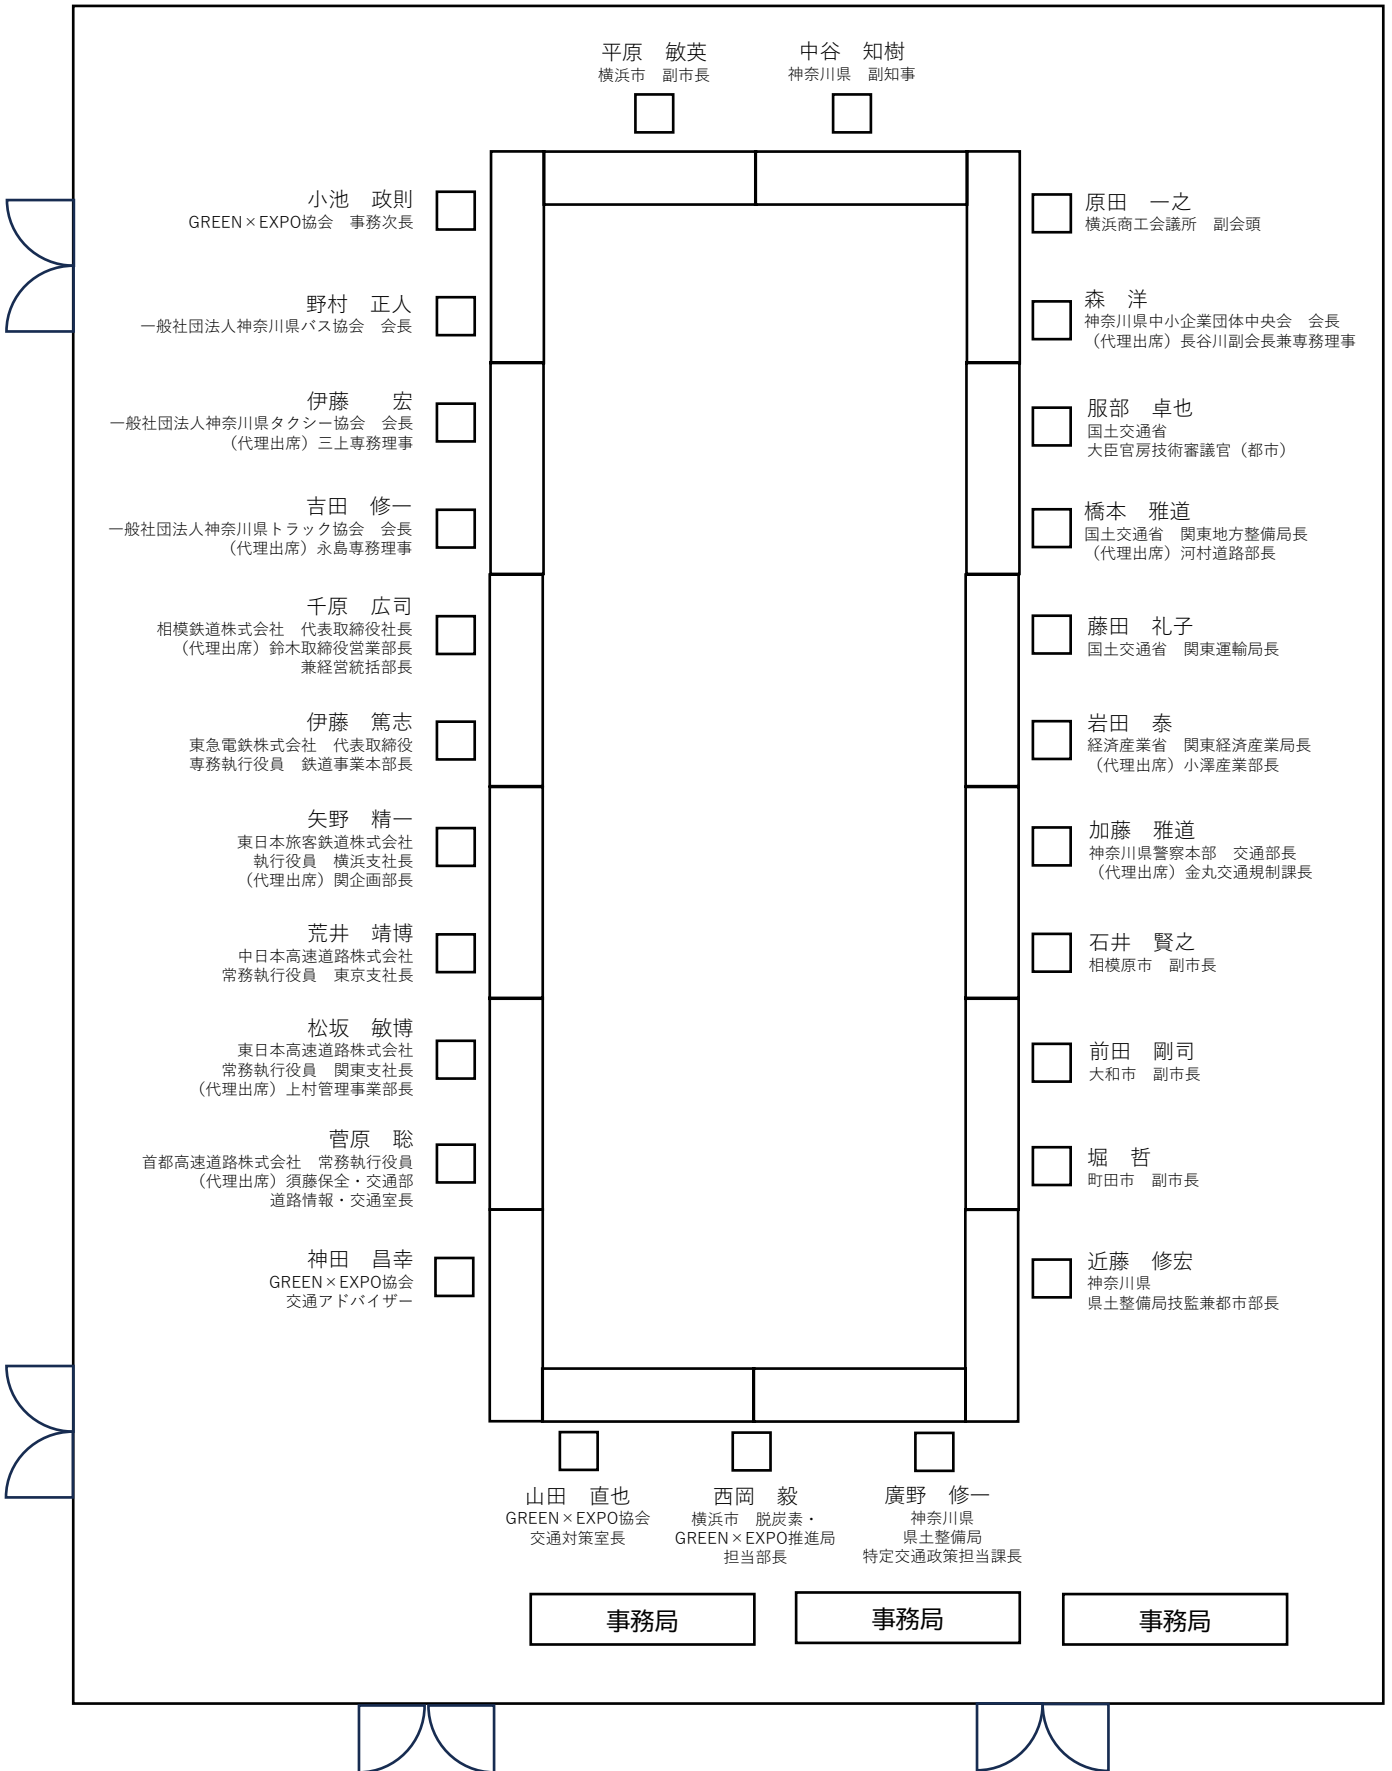 平原　敏英
横浜市　副市長
中谷　知樹
神奈川県　副知事
小池　政則
GREEN×EXPO協会　事務次長
野村　正人
一般社団法人神奈川県バス協会　会長
伊藤　　宏
一般社団法人神奈川県タクシー協会　会長
（代理出席）三上専務理事
吉田　修一
一般社団法人神奈川県トラック協会　会長
（代理出席）永島専務理事
千原　広司
相模鉄道株式会社　代表取締役社長
（代理出席）鈴木取締役営業部長
兼経営統括部長
伊藤　篤志
東急電鉄株式会社　代表取締役
専務執行役員　鉄道事業本部長
矢野　精一
東日本旅客鉄道株式会社
執行役員　横浜支社長
（代理出席）関企画部長
荒井　靖博
中日本高速道路株式会社
常務執行役員　東京支社長
松坂　敏博
東日本高速道路株式会社
常務執行役員　関東支社長
（代理出席）上村管理事業部長
菅原　聡
首都高速道路株式会社　常務執行役員
（代理出席）須藤保全・交通部
道路情報・交通室長
神田　昌幸
GREEN×EXPO協会
交通アドバイザー
原田　一之
横浜商工会議所　副会頭
森　洋
神奈川県中小企業団体中央会　会長
（代理出席）長谷川副会長兼専務理事
服部　卓也
国土交通省
大臣官房技術審議官（都市）
橋本　雅道
国土交通省　関東地方整備局長
（代理出席）河村道路部長
藤田　礼子
国土交通省　関東運輸局長
岩田　泰
経済産業省　関東経済産業局長
（代理出席）小澤産業部長
加藤　雅道
神奈川県警察本部　交通部長
（代理出席）金丸交通規制課長
石井　賢之
相模原市　副市長
前田　剛司
大和市　副市長
堀　哲
町田市　副市長
近藤　修宏
神奈川県
県土整備局技監兼都市部長
山田　直也
GREEN×EXPO協会
交通対策室長
西岡　毅
横浜市　脱炭素・
GREEN×EXPO推進局
担当部長
廣野　修一
神奈川県
県土整備局
特定交通政策担当課長
事務局
事務局
事務局